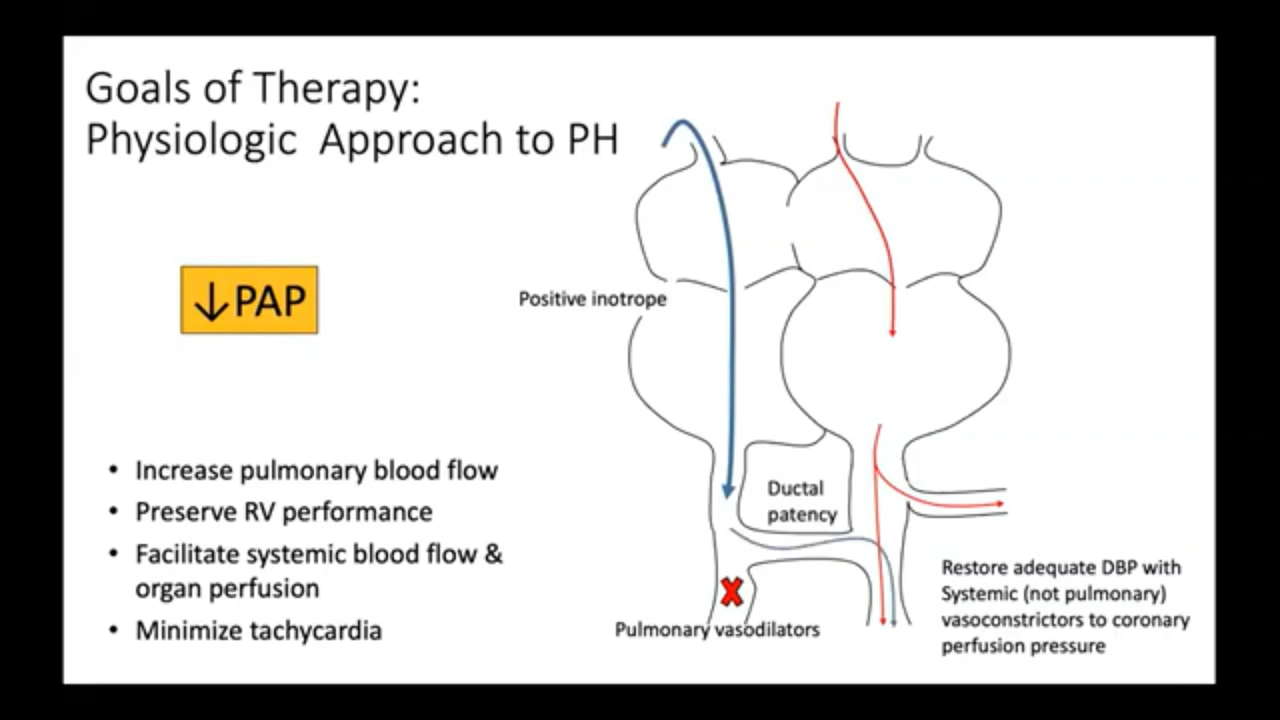 Goals of Therapy:
Physiologic Approach to PH
↓PAP
• Increase pulmonary blood flow
• Preserve RV performance
• Facilitate systemic blood flow &
organ perfusion
• Minimize tachycardia
Positive inotrope
Ductal
patency
Pulmonary vasodilators
Restore adequate DBP with
Systemic (not pulmonary)
vasoconstrictors to coronary
perfusion pressure